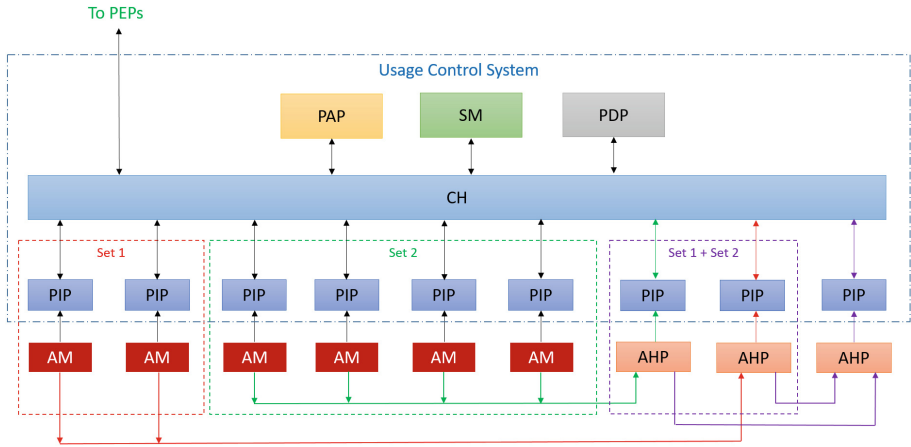 To PEPs
Usage Control System
PAP
SM
PDP
CH
Set 1
Set 2
Set 1 + Set 2
PIP
PIP
PIP
PIP
PIP
PIP
PIP
PIP
PIP
AM
AM
AM
AM
AM
AM
AHP
AHP
AHP